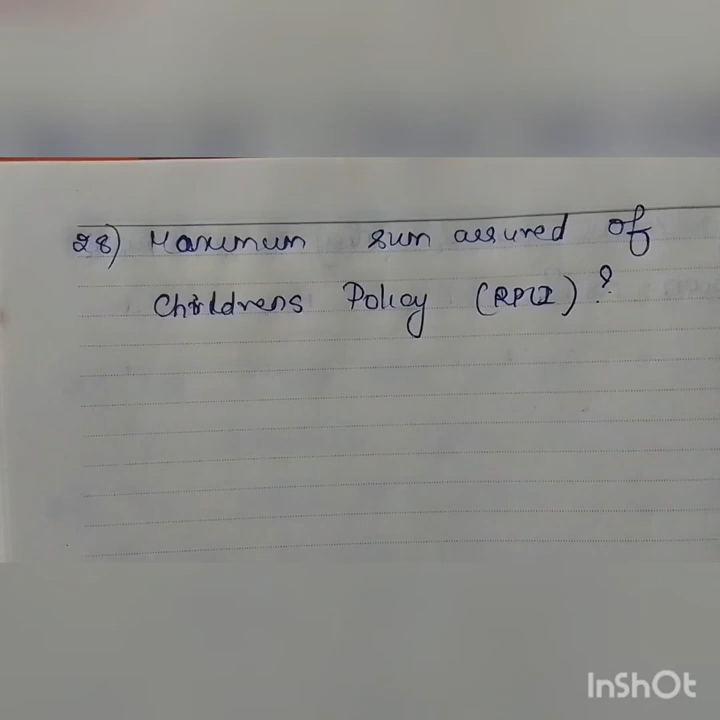 28) Maximum sum assured of
Childrens Policy (RPLI)?
InShOt